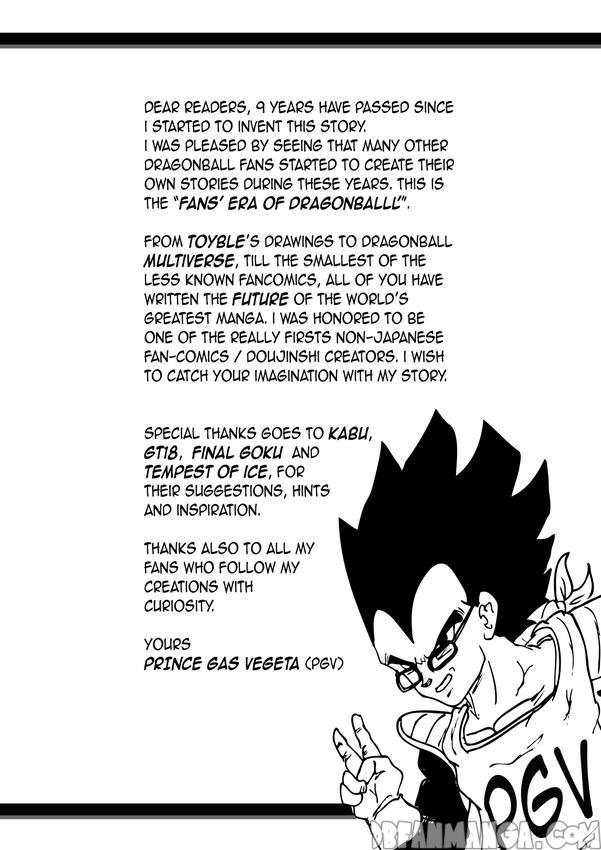 DEAR READERS, 9 YEARS HAVE PASSED SINCE
I STARTED TO INVENT THIS STORY.
I WAS PLEASED BY SEEING THAT MANY OTHER
DRAGONBALL FANS STARTED TO CREATE THEIR
OWN STORIES DURING THESE YEARS. THIS IS
THE "FANS' ERA OF DRAGONBALLL'".
FROM TOYBLE'S DRAWINGS TO DRAGONBALL
MULTIVERSE, TILL THE SMALLEST OF THE
LESS KNOWN FANCOMICS, ALL OF YOU HAVE
WRITTEN THE FUTURE OF THE WORLD'S
GREATEST MANGA. I WAS HONORED TO BE
ONE OF THE REALLY FIRSTS NON-JAPANESE
FAN-COMICS / DOUJINSHI CREATORS. I WISH
TO CATCH YOUR IMAGINATION WITH MY STORY.
SPECIAL THANKS GOES TO KABU,
GT18, FINAL GOKU AND
TEMPEST OF ICE, FOR
THEIR SUGGESTIONS, HINTS
AND INSPIRATION.
THANKS ALSO TO ALL MY
FANS WHO FOLLOW MY
CREATIONS WITH
CURIOSITY.
YOURS
PRINCE GAS VEGETA (PGV)
PGV
DBFANMANGA.COM